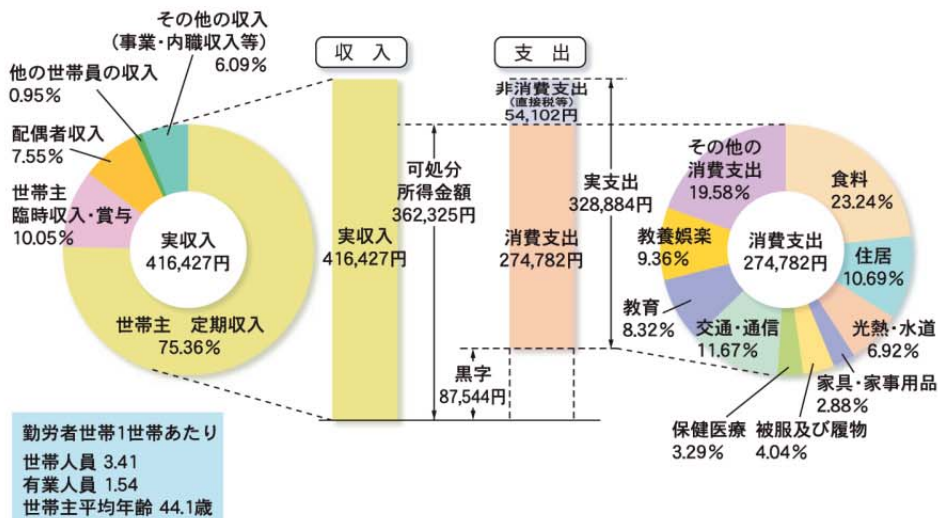 その他の収入
(事業・内職収入等)
6.09%
他の世帯員の収入
0.95%
配偶者収入
7.55%
世帯主
臨時収入・賞与
10.05%
実収入
416,427円
世帯主 定期収入
75.36%
収 入
実収入
416,427円
可処分
所得金額
362,325円
黒字
87,544円
支 出
非消費支出
(直接税等)
54,102円
消費支出
274,782円
実支出
328,884円
その他の
消費支出
19.58%
食料
23.24%
教養娯楽
9.36%
消費支出
274,782円
住居
10.69%
教育
8.32%
交通・通信
11.67%
光熱・水道
6.92%
家具・家事用品
2.88%
保健医療
3.29%
被服及び履物
4.04%
勤労者世帯1世帯あたり
世帯人員 3.41
有業人員 1.54
世帯主平均年齢 44.1歳